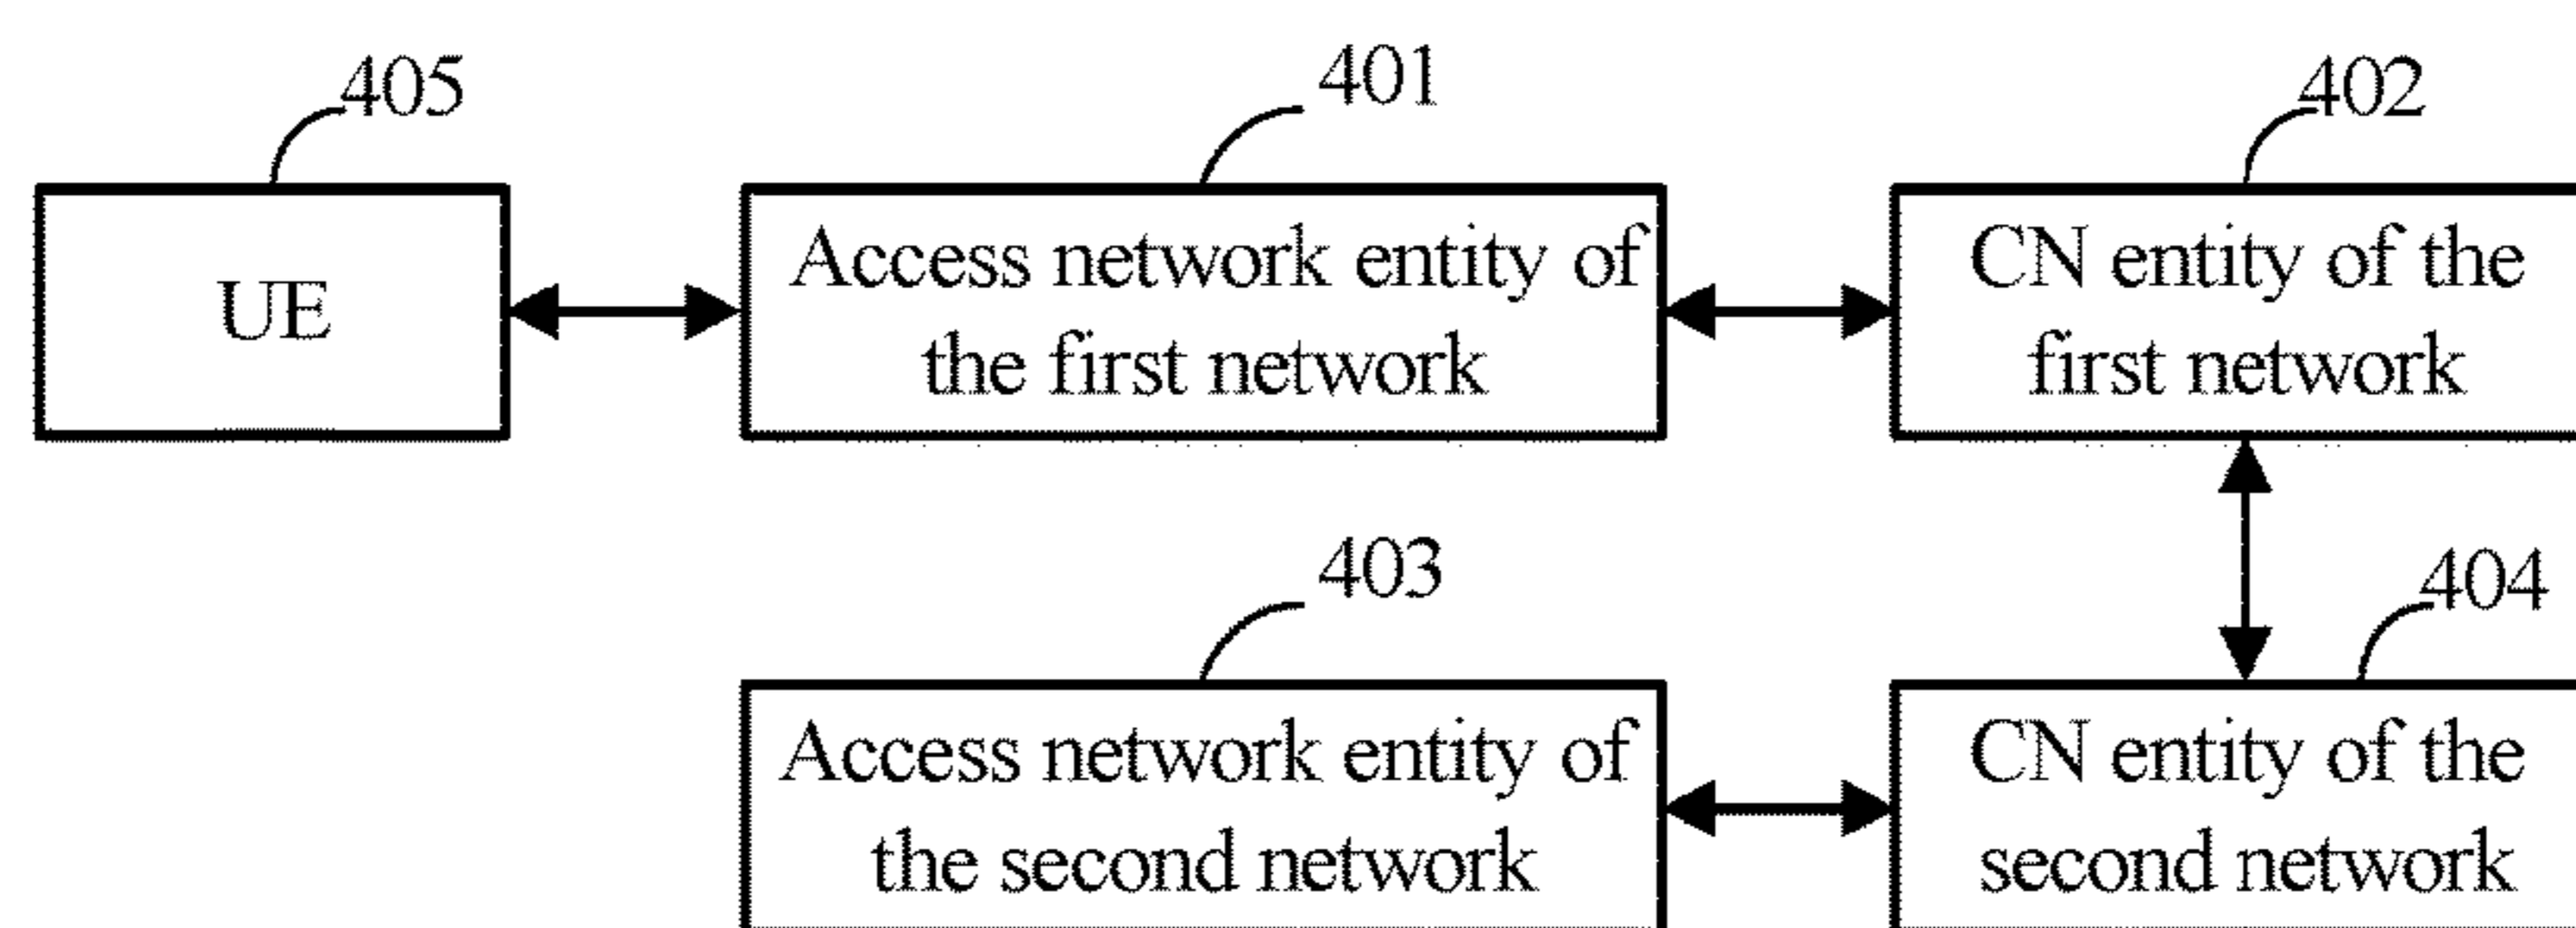 405
401
402
UE
Access network entity of
the first network
CN entity of the
first network
403
404
Access network entity of
the second network
CN entity of the
second network